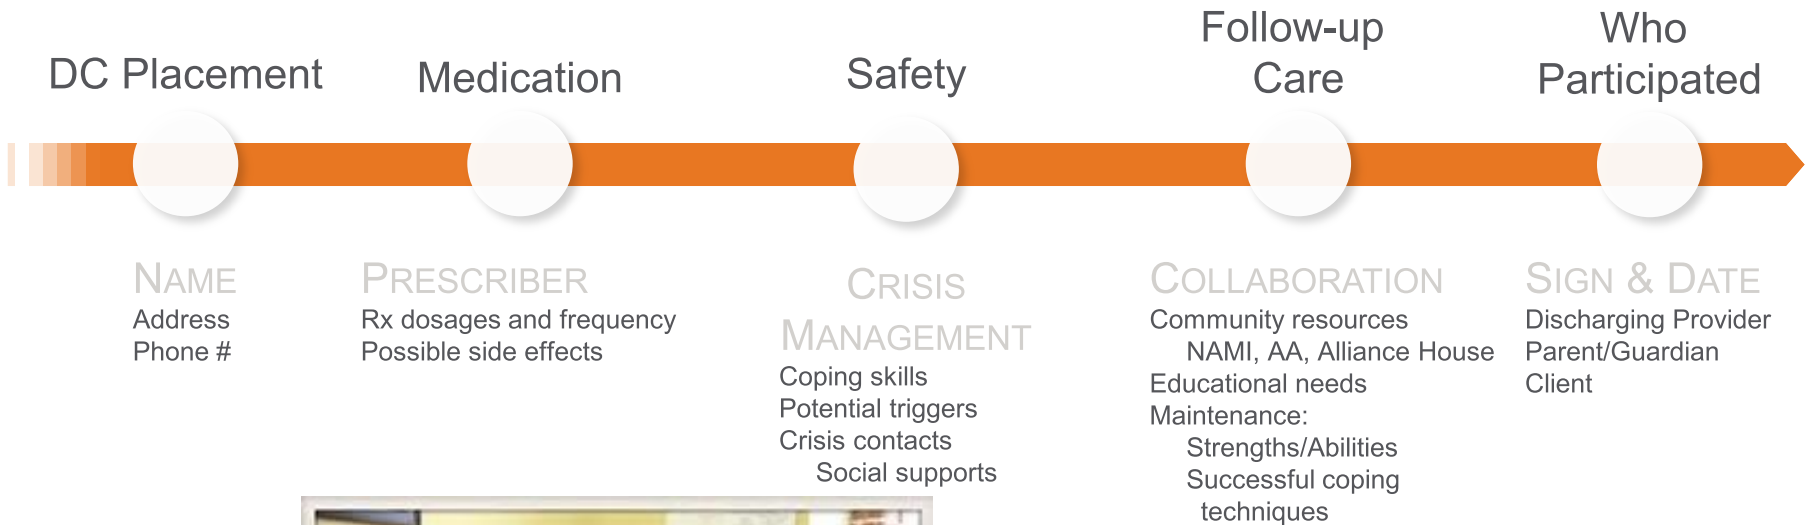 DC Placement
Medication
Safety
Follow-up
Care
Who
Participated
NAME
Address
Phone #
PRESCRIBER
Rx dosages and frequency
Possible side effects
CRISIS
MANAGEMENT
Coping skills
Potential triggers
Crisis contacts
Social supports
COLLABORATION
Community resources
NAMI, AA, Alliance House
Educational needs
Maintenance:
Strengths/Abilities
Successful coping
techniques
SIGN & DATE
Discharging Provider
Parent/Guardian
Client